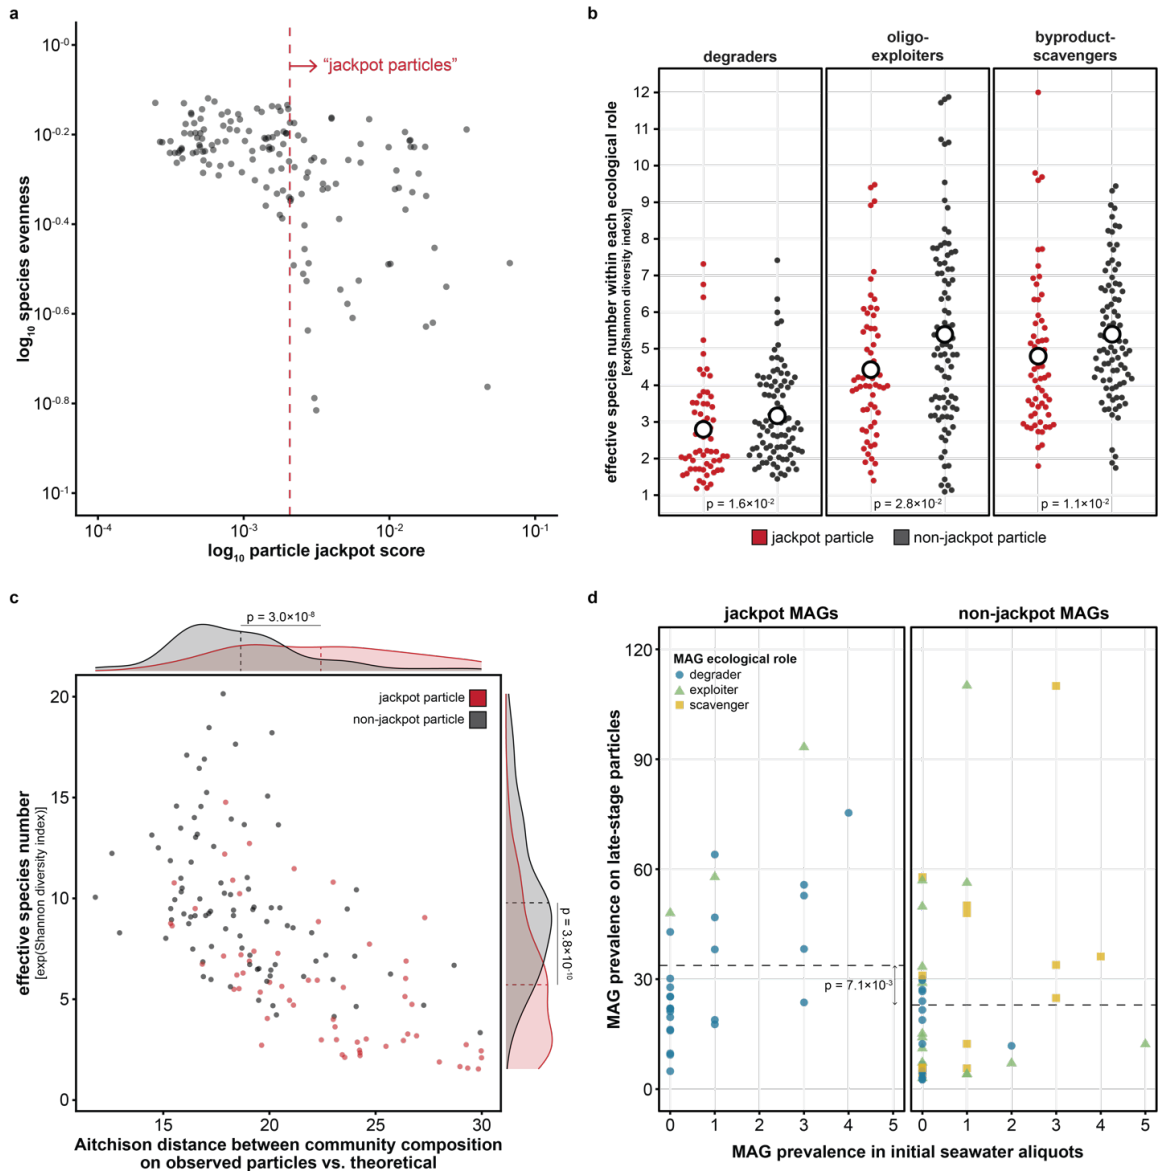 a
10⁻⁰
10⁻⁰·²
10⁻⁰·⁴
10⁻⁰·⁶
10⁻⁰·⁸
10⁻¹
log₁₀ species evenness
"jackpot particles"
10⁻⁴
10⁻³
10⁻²
10⁻¹
log₁₀ particle jackpot score
b
degraders
oligo-
exploiters
byproduct-
scavengers
effective species number within each ecological role
[exp(Shannon diversity index)]
12
11
10
9
8
7
6
5
4
3
2
1
p = 1.6×10⁻²
p = 2.8×10⁻²
p = 1.1×10⁻²
jackpot particle
non-jackpot particle
c
p = 3.0×10⁻⁸
jackpot particle
non-jackpot particle
p = 3.8×10⁻¹⁰
effective species number
[exp(Shannon diversity index)]
20
15
10
5
0
15
20
25
30
Aitchison distance between community composition
on observed particles vs. theoretical
d
jackpot MAGs
non-jackpot MAGs
MAG ecological role
degrader
exploiter
scavenger
p = 7.1×10⁻³
MAG prevalence on late-stage particles
120
90
60
30
0
0 1 2 3 4 5
0 1 2 3 4 5
MAG prevalence in initial seawater aliquots